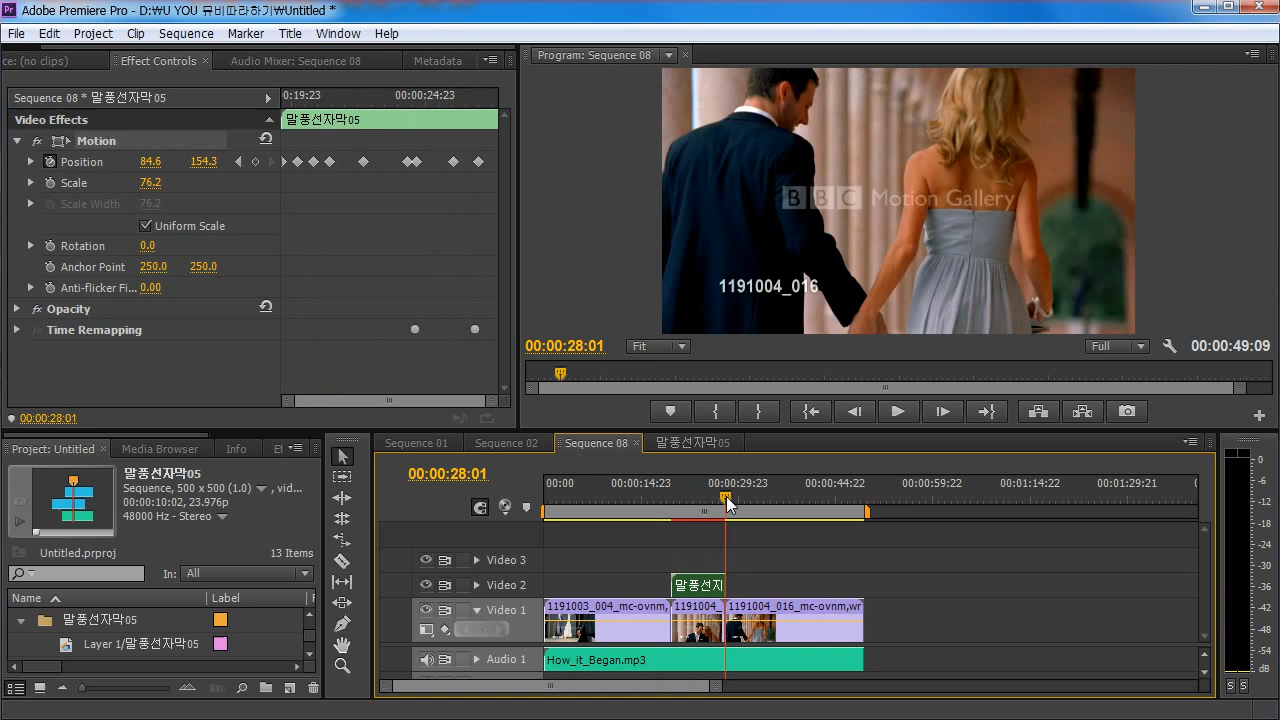 Adobe Premiere Pro - D:₩U YOU 뮤비따라하기₩Untitled *
File Edit Project Clip Sequence Marker Title Window Help
ce: (no clips) Effect Controls Audio Mixer: Sequence 08 Metadata
Program: Sequence 08
Sequence 08 * 말풍선자막05
0:19:23 00:00:24:23
Video Effects
말풍선자막05
Motion
Position 84.6 154.3
Scale 76.2
Scale Width 76.2
Uniform Scale
Rotation 0.0
Anchor Point 250.0 250.0
Anti-flicker Fi... 0.00
Opacity
Time Remapping
00:00:28:01
BBC Motion Gallery
1191004_016
00:00:28:01 Fit Full 00:00:49:09
Project: Untitled Media Browser Info
말풍선자막05
Sequence, 500 x 500 (1.0) , vid...
00:00:10:02, 23.976p
48000 Hz - Stereo
Untitled.prproj 13 Items
In: All
Name Label
말풍선자막05
Layer 1/말풍선자막05
Sequence 01 Sequence 02 Sequence 08 말풍선자막05
00:00:28:01
00:00 00:00:14:23 00:00:29:23 00:00:44:22 00:00:59:22 00:01:14:22 00:01:29:21
Video 3
Video 2 말풍선자
Video 1 1191003_004_mc-ovnm, 1191004_ 1191004_016_mc-ovnm,wr
Audio 1 How_it_Began.mp3
0
-6
-12
-18
-24
-30
-36
-42
-48
-54
dB
S S